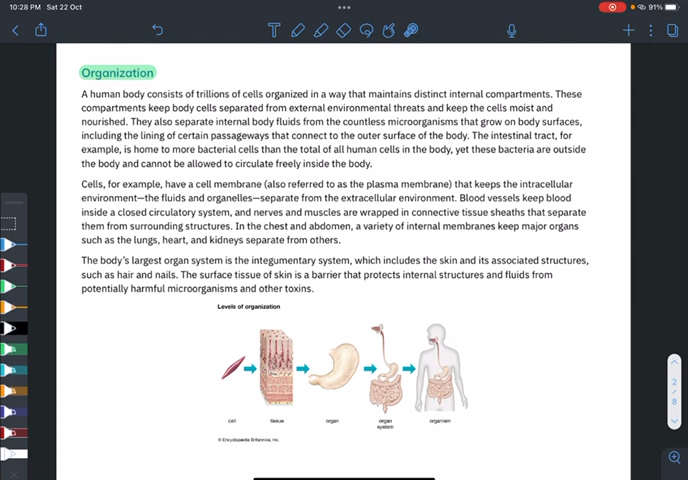 10:28 PM Sat 22 Oct
91%
Organization
A human body consists of trillions of cells organized in a way that maintains distinct internal compartments. These
compartments keep body cells separated from external environmental threats and keep the cells moist and
nourished. They also separate internal body fluids from the countless microorganisms that grow on body surfaces,
including the lining of certain passageways that connect to the outer surface of the body. The intestinal tract, for
example, is home to more bacterial cells than the total of all human cells in the body, yet these bacteria are outside
the body and cannot be allowed to circulate freely inside the body.
Cells, for example, have a cell membrane (also referred to as the plasma membrane) that keeps the intracellular
environment—the fluids and organelles—separate from the extracellular environment. Blood vessels keep blood
inside a closed circulatory system, and nerves and muscles are wrapped in connective tissue sheaths that separate
them from surrounding structures. In the chest and abdomen, a variety of internal membranes keep major organs
such as the lungs, heart, and kidneys separate from others.
The body's largest organ system is the integumentary system, which includes the skin and its associated structures,
such as hair and nails. The surface tissue of skin is a barrier that protects internal structures and fluids from
potentially harmful microorganisms and other toxins.
Levels of organization
cell tissue organ organ system organism
© Encyclopædia Britannica, Inc.
2
/
8